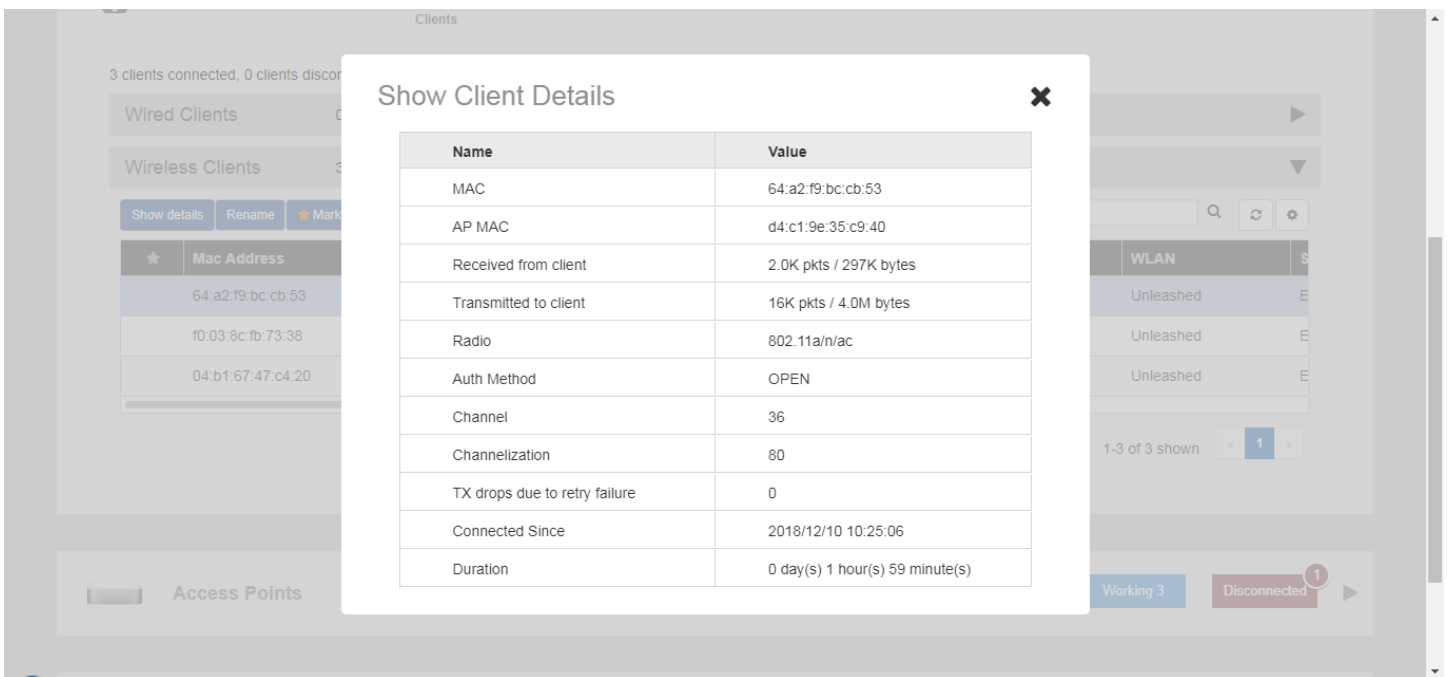 Clients
3 clients connected, 0 clients
Show Client Details
Wired Clients
Wireless Clients
Show details Rename Mark
Name Value
MAC 64:a2:f9:bc:cb:53
AP MAC d4:c1:9e:35:c9:40
Received from client 2.0K pkts / 297K bytes
Transmitted to client 16K pkts / 4.0M bytes
Radio 802.11a/n/ac
Auth Method OPEN
Channel 36
Channelization 80
TX drops due to retry failure 0
Connected Since 2018/12/10 10:25:06
Duration 0 day(s) 1 hour(s) 59 minute(s)
Mac Address WLAN
64:a2:f9:bc:cb:53 Unleashed
f0:03:8c:fb:73:38 Unleashed
04:b1:67:47:c4:20 Unleashed
1-3 of 3 shown « 1 »
Access Points Working 3 Disconnected 1